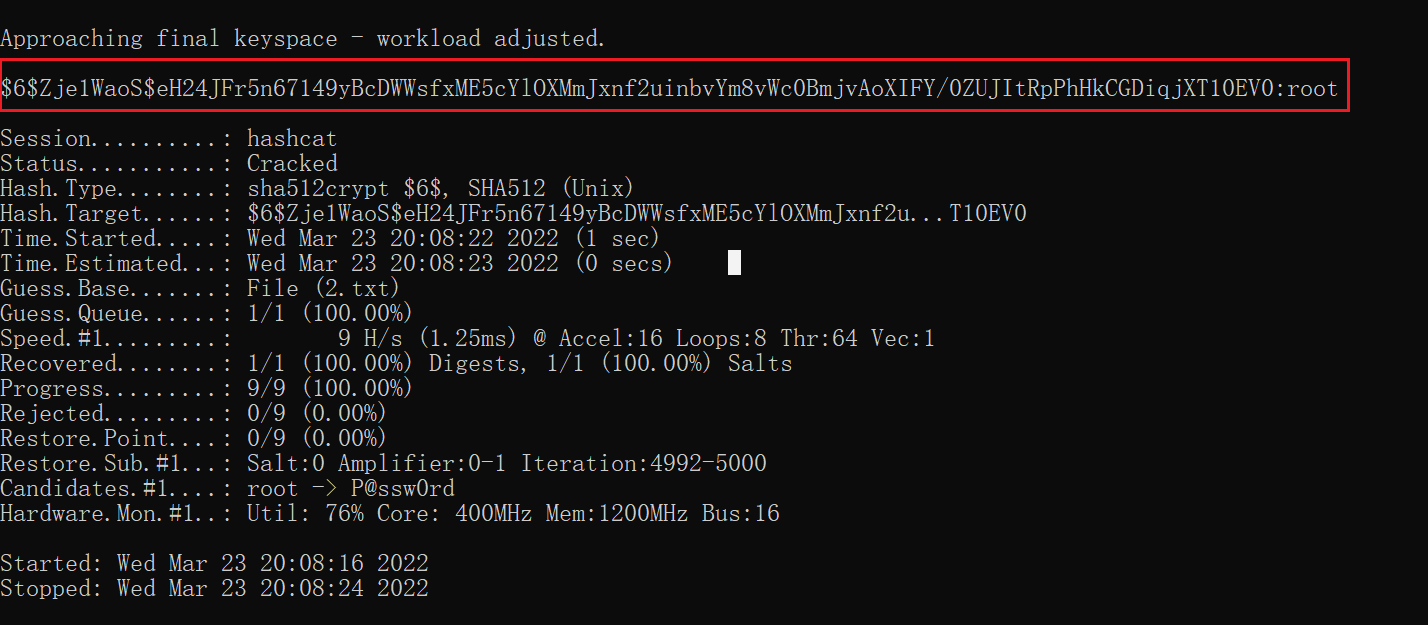 Approaching final keyspace - workload adjusted.
$6$Zje1WaoS$eH24JFr5n67149yBcDWWsfxME5cYlOXMmJxnf2uinbvYm8vWc0BmjvAoXIFY/0ZUJItRpPhHkCGDiqjXT10EV0:root
Session..........: hashcat
Status...........: Cracked
Hash.Type........: sha512crypt $6$, SHA512 (Unix)
Hash.Target......: $6$Zje1WaoS$eH24JFr5n67149yBcDWWsfxME5cYlOXMmJxnf2u...T10EV0
Time.Started.....: Wed Mar 23 20:08:22 2022 (1 sec)
Time.Estimated...: Wed Mar 23 20:08:23 2022 (0 secs)
Guess.Base.......: File (2.txt)
Guess.Queue......: 1/1 (100.00%)
Speed.#1.........:        9 H/s (1.25ms) @ Accel:16 Loops:8 Thr:64 Vec:1
Recovered........: 1/1 (100.00%) Digests, 1/1 (100.00%) Salts
Progress.........: 9/9 (100.00%)
Rejected.........: 0/9 (0.00%)
Restore.Point....: 0/9 (0.00%)
Restore.Sub.#1...: Salt:0 Amplifier:0-1 Iteration:4992-5000
Candidates.#1....: root -> P@ssw0rd
Hardware.Mon.#1..: Util: 76% Core: 400MHz Mem:1200MHz Bus:16
Started: Wed Mar 23 20:08:16 2022
Stopped: Wed Mar 23 20:08:24 2022